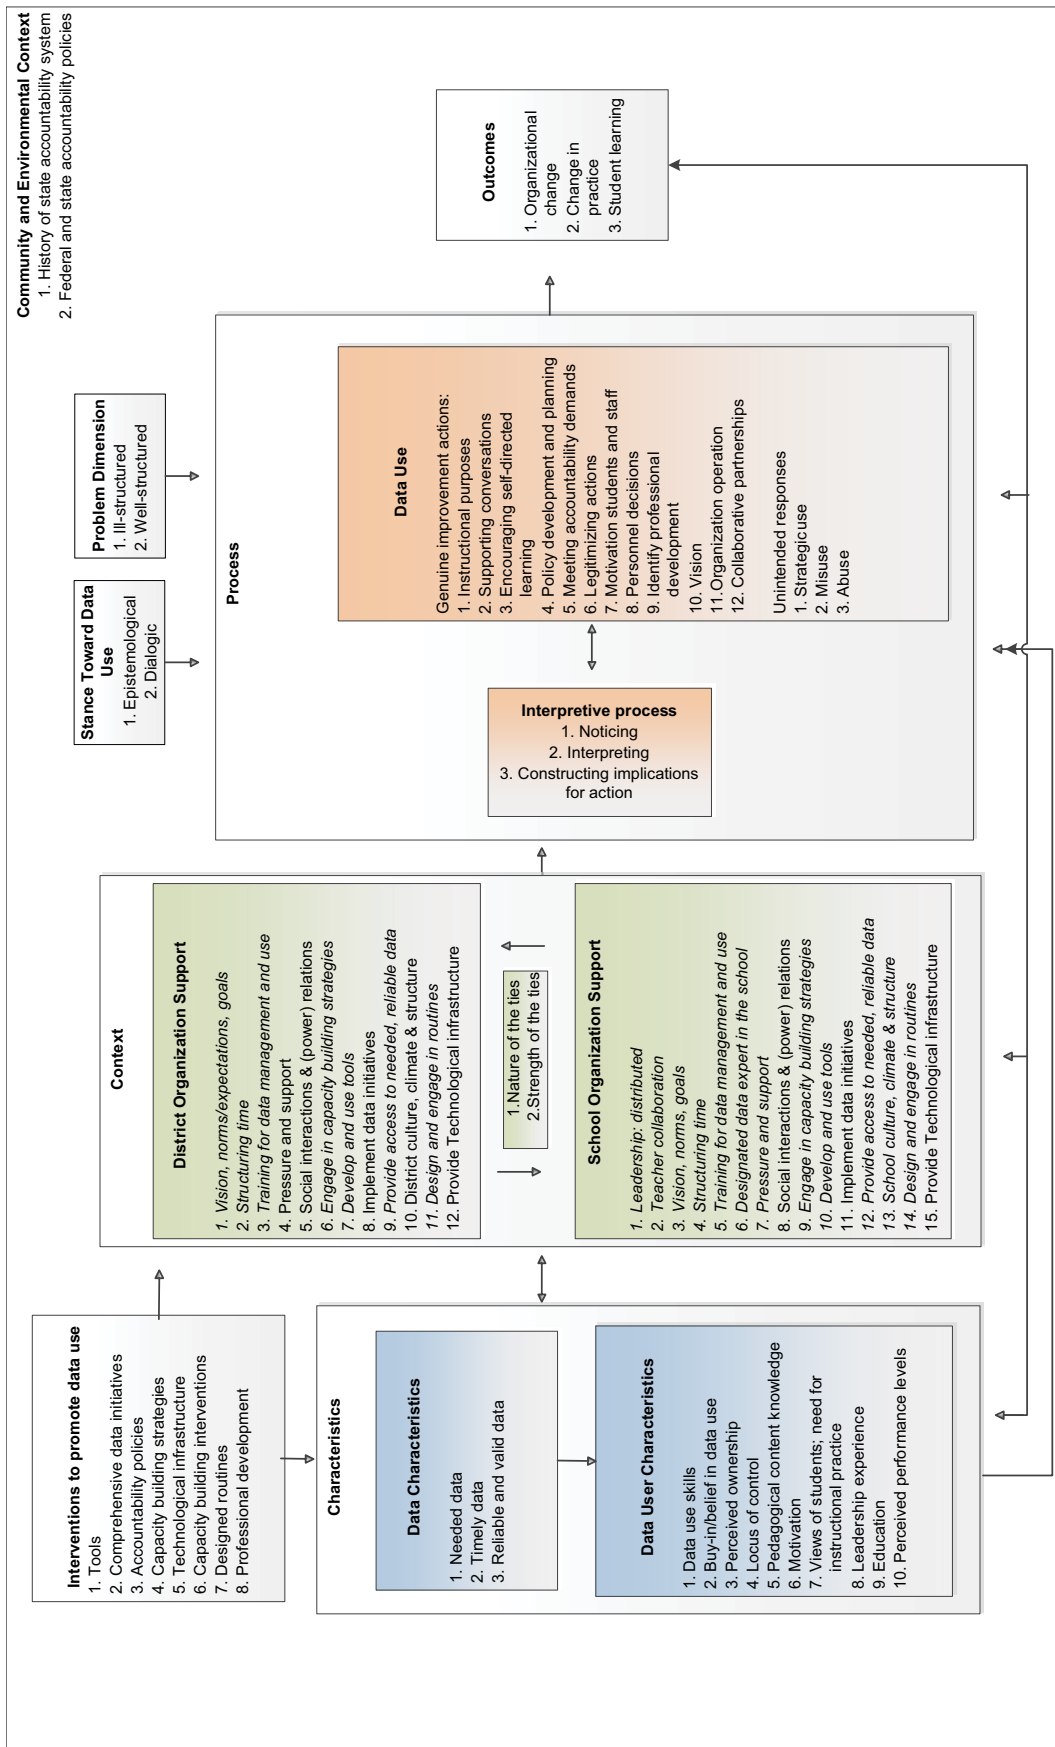 Community and Environmental Context
1. History of state accountability system
2. Federal and state accountability policies
Interventions to promote data use
1. Tools
2. Comprehensive data initiatives
3. Accountability policies
4. Capacity building strategies
5. Technological infrastructure
6. Capacity building interventions
7. Designed routines
8. Professional development
Characteristics
Data Characteristics
1. Needed data
2. Timely data
3. Reliable and valid data
Data User Characteristics
1. Data use skills
2. Buy-in/belief in data use
3. Perceived ownership
4. Locus of control
5. Pedagogical content knowledge
6. Motivation
7. Views of students; need for
instructional practice
8. Leadership experience
9. Education
10. Perceived performance levels
Context
District Organization Support
1. Vision, norms/expectations, goals
2. Structuring time
3. Training for data management and use
4. Pressure and support
5. Social interactions & (power) relations
6. Engage in capacity building strategies
7. Develop and use tools
8. Implement data initiatives
9. Provide access to needed, reliable data
10. District culture, climate & structure
11. Design and engage in routines
12. Provide Technological infrastructure
1.Nature of the ties
2.Strength of the ties
School Organization Support
1. Leadership: distributed
2. Teacher collaboration
3. Vision, norms, goals
4. Structuring time
5. Training for data management and use
6. Designated data expert in the school
7. Pressure and support
8. Social interactions & (power) relations
9. Engage in capacity building strategies
10. Develop and use tools
11. Implement data initiatives
12. Provide access to needed, reliable data
13. School culture, climate & structure
14. Design and engage in routines
15. Provide Technological infrastructure
Stance Toward Data
Use
1. Epistemological
2. Dialogic
Problem Dimension
1. Ill-structured
2. Well-structured
Process
Interpretive process
1. Noticing
2. Interpreting
3. Constructing implications
for action
Data Use
Genuine improvement actions:
1. Instructional purposes
2. Supporting conversations
3. Encouraging self-directed
learning
4. Policy development and planning
5. Meeting accountability demands
6. Legitimizing actions
7. Motivation students and staff
8. Personnel decisions
9. Identify professional
development
10. Vision
11.Organization operation
12. Collaborative partnerships
Unintended responses
1. Strategic use
2. Misuse
3. Abuse
Outcomes
1. Organizational
change
2. Change in
practice
3. Student learning